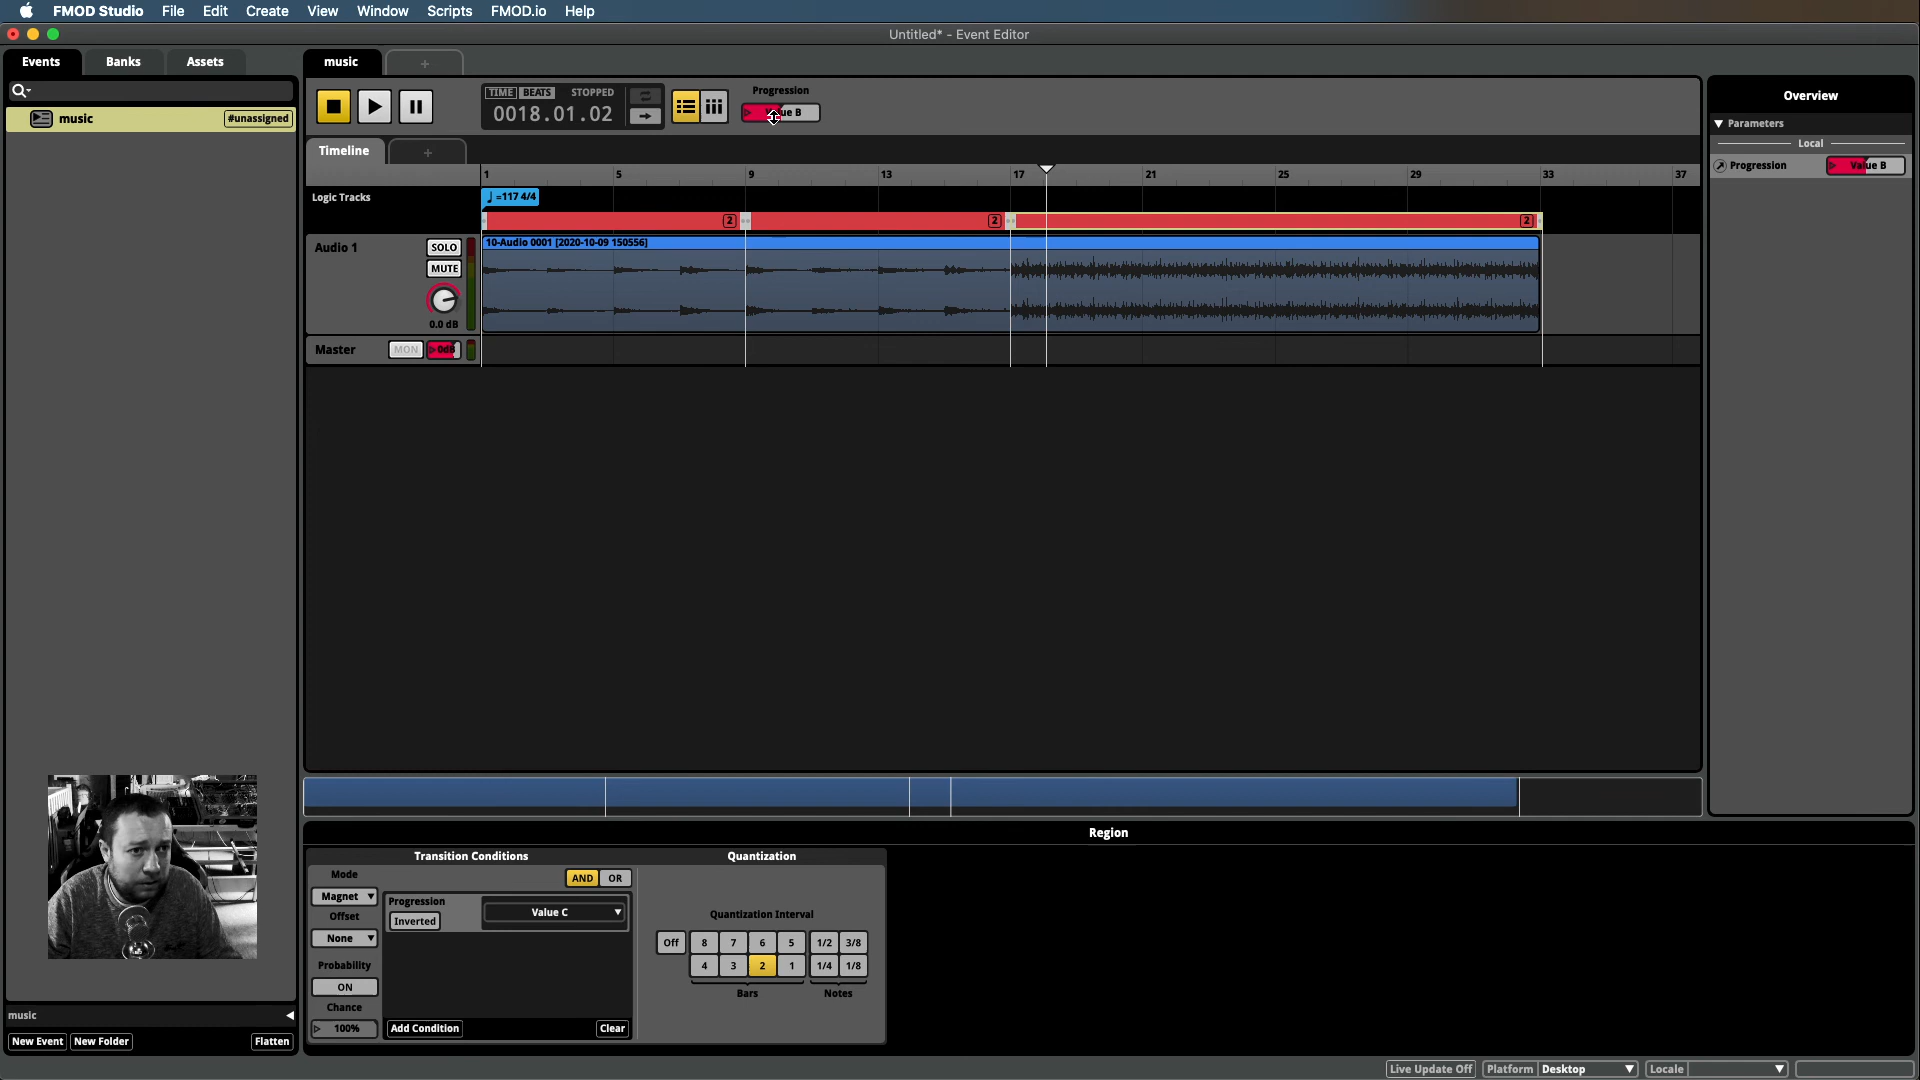 FMOD Studio File Edit Create View Window Scripts FMOD.io Help
Untitled* - Event Editor
Events Banks Assets
music
#unassigned
music
New Event New Folder Flatten
music +
TIME BEATS STOPPED
0018.01.02
Progression
ue B
Timeline +
1 5 9 13 17 21 25 29 33 37
Logic Tracks
=117 4/4
2 2 2
Audio 1
SOLO
MUTE
0.0 dB
10-Audio 0001 [2020-10-09 150556]
Master MON 0dB
Overview
Parameters
Local
Progression Value B
Region
Transition Conditions
Mode
Magnet
Offset
None
Probability
ON
Chance
100%
AND OR
Progression
Inverted
Value C
Add Condition Clear
Quantization
Quantization Interval
Off 8 7 6 5 1/2 3/8
4 3 2 1 1/4 1/8
Bars Notes
Live Update Off Platform Desktop Locale